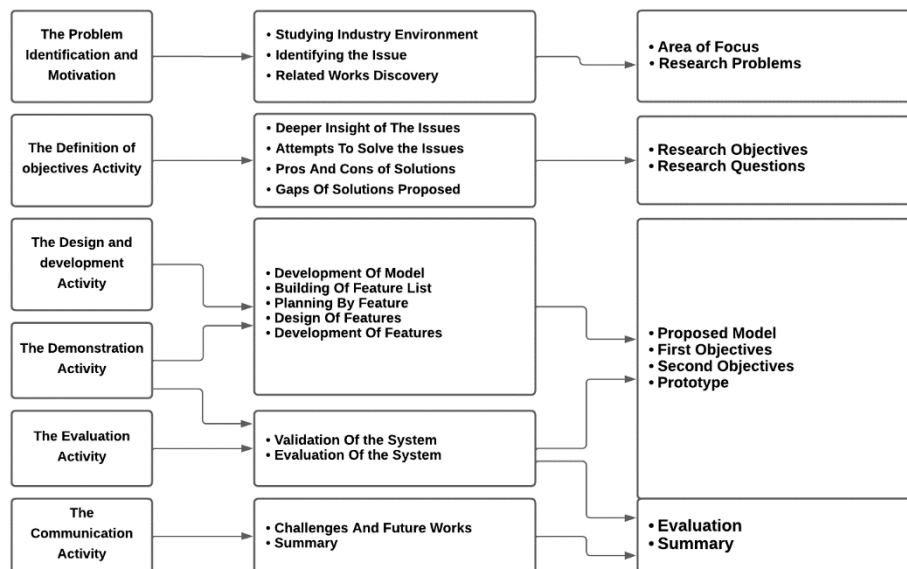 The Problem
Identification and
Motivation
• Studying Industry Environment
• Identifying the Issue
• Related Works Discovery
• Area of Focus
• Research Problems
The Definition of
objectives Activity
• Deeper Insight of The Issues
• Attempts To Solve the Issues
• Pros And Cons of Solutions
• Gaps Of Solutions Proposed
• Research Objectives
• Research Questions
The Design and
development
Activity
• Development Of Model
• Building Of Feature List
• Planning By Feature
• Design Of Features
• Development Of Features
The Demonstration
Activity
• Proposed Model
• First Objectives
• Second Objectives
• Prototype
The Evaluation
Activity
• Validation Of the System
• Evaluation Of the System
The
Communication
Activity
• Challenges And Future Works
• Summary
• Evaluation
• Summary